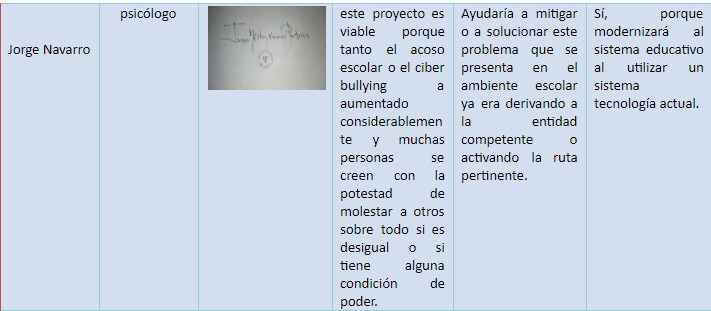 Jorge Navarro
psicólogo
este proyecto es
viable porque
tanto el acoso
escolar o el ciber
bullying a
aumentado
considerablemen
te y muchas
personas se
creen con la
potestad de
molestar a otros
sobre todo si es
desigual o si
tiene alguna
condición de
poder.
Ayudaría a mitigar
o a solucionar este
problema que se
presenta en el
ambiente escolar
ya era derivando a
la entidad
competente o
activando la ruta
pertinente.
Sí, porque
modernizará al
sistema educativo
al utilizar un
sistema
tecnología actual.